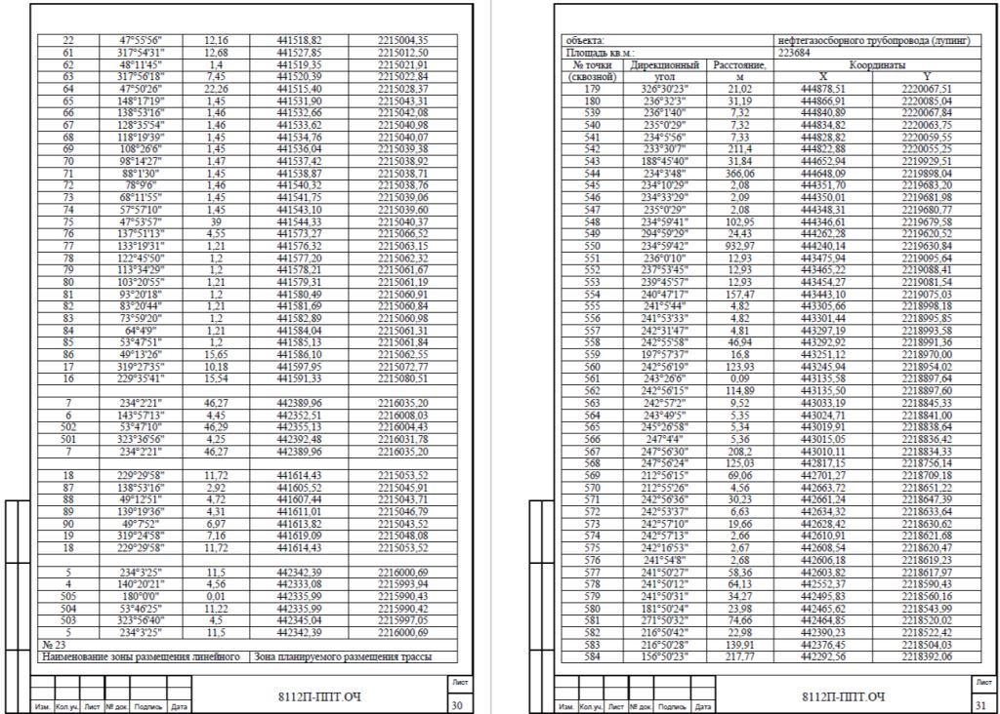 22 47°55'56" 12,16 441518,82 2215004,35
61 317°54'31" 12,68 441527,85 2215012,50
62 48°11'45" 1,4 441519,35 2215021,91
63 317°56'18" 7,45 441520,39 2215022,84
64 47°50'26" 22,26 441515,40 2215028,37
65 148°17'19" 1,45 441531,90 2215043,31
66 138°53'16" 1,46 441532,66 2215042,08
67 128°35'54" 1,46 441533,62 2215040,98
68 118°19'39" 1,45 441534,76 2215040,07
69 108°26'6" 1,45 441536,04 2215039,38
70 98°14'27" 1,47 441537,42 2215038,92
71 88°1'30" 1,45 441538,87 2215038,71
72 78°9'6" 1,46 441540,32 2215038,76
73 68°11'55" 1,45 441541,75 2215039,06
74 57°57'10" 1,45 441543,10 2215039,60
75 47°53'57" 39 441544,33 2215040,37
76 137°51'13" 4,55 441573,27 2215066,52
77 133°19'31" 1,21 441576,32 2215063,15
78 122°45'50" 1,2 441577,20 2215062,32
79 113°34'29" 1,2 441578,21 2215061,67
80 103°20'55" 1,21 441579,31 2215061,19
81 93°20'18" 1,2 441580,49 2215060,91
82 83°20'44" 1,21 441581,69 2215060,84
83 73°59'20" 1,2 441582,89 2215060,98
84 64°4'9" 1,21 441584,04 2215061,31
85 53°47'51" 1,2 441585,13 2215061,84
86 49°13'26" 15,65 441586,10 2215062,55
17 319°27'35" 10,18 441597,95 2215072,77
16 229°35'41" 15,54 441591,33 2215080,51
7 234°2'21" 46,27 442389,96 2216035,20
6 143°57'13" 4,45 442352,51 2216008,03
502 53°47'10" 46,29 442355,13 2216004,43
501 323°36'56" 4,25 442392,48 2216031,78
7 234°2'21" 46,27 442389,96 2216035,20
18 229°29'58" 11,72 441614,43 2215053,52
87 138°53'16" 2,92 441605,52 2215045,91
88 49°12'51" 4,72 441607,44 2215043,71
89 139°19'36" 4,31 441611,01 2215046,79
90 49°7'52" 6,97 441613,82 2215043,52
19 319°24'58" 7,16 441619,09 2215048,08
18 229°29'58" 11,72 441614,43 2215053,52
5 234°3'25" 11,5 442342,39 2216000,69
4 140°20'21" 4,56 442333,08 2215993,94
505 180°0'0" 0,01 442335,99 2215990,43
504 53°46'25" 11,22 442335,99 2215990,42
503 323°56'40" 4,5 442345,04 2215997,05
5 234°3'25" 11,5 442342,39 2216000,69
№ 23
Наименование зоны размещения линейного Зона планируемого размещения трассы
Изм. Кол.уч. Лист № док. Подпись Дата
8112П-ППТ.ОЧ
Лист
30
объекта: нефтегазосборного трубопровода (лупинг)
Площадь кв.м.: 223684
№ точки Дирекционный Расстояние, Координаты
(сквозной) угол м X Y
179 326°30'23" 21,02 444878,51 2220067,51
180 236°32'3" 31,19 444866,91 2220085,04
539 236°1'40" 7,32 444840,89 2220067,84
540 235°0'29" 7,32 444834,82 2220063,75
541 234°5'56" 7,33 444828,82 2220059,55
542 233°30'7" 211,4 444822,88 2220055,25
543 188°45'40" 31,84 444652,94 2219929,51
544 234°3'48" 366,06 444648,09 2219898,04
545 234°10'29" 2,08 444351,70 2219683,20
546 234°33'29" 2,09 444350,01 2219681,98
547 235°0'29" 2,08 444348,31 2219680,77
548 234°59'41" 102,95 444346,61 2219679,58
549 294°59'29" 24,43 444262,28 2219620,52
550 234°59'42" 932,97 444240,14 2219630,84
551 236°0'10" 12,93 443475,94 2219095,64
552 237°53'45" 12,93 443465,22 2219088,41
553 239°45'57" 12,93 443454,27 2219081,54
554 240°47'17" 157,47 443443,10 2219075,03
555 241°5'44" 4,82 443305,66 2218998,18
556 241°53'33" 4,82 443301,44 2218995,85
557 242°31'47" 4,81 443297,19 2218993,58
558 242°55'58" 46,94 443292,92 2218991,36
559 197°57'37" 16,8 443251,12 2218970,00
560 242°56'19" 123,93 443245,94 2218954,02
561 243°26'6" 0,09 443135,58 2218897,64
562 242°56'15" 114,89 443135,50 2218897,60
563 242°57'2" 9,52 443033,19 2218845,33
564 243°49'5" 5,35 443024,71 2218841,00
565 245°26'58" 5,34 443019,91 2218838,64
566 247°4'4" 5,36 443015,05 2218836,42
567 247°56'30" 208,2 443010,11 2218834,33
568 247°56'24" 125,03 442817,15 2218756,14
569 212°56'15" 69,06 442701,27 2218709,18
570 212°55'26" 4,56 442663,72 2218651,22
571 242°56'36" 30,23 442661,24 2218647,39
572 242°53'37" 6,63 442634,32 2218633,64
573 242°57'10" 19,66 442628,42 2218630,62
574 242°57'13" 2,66 442610,91 2218621,68
575 242°16'53" 2,67 442608,54 2218620,47
576 241°54'8" 2,68 442606,18 2218619,23
577 241°50'27" 58,36 442603,82 2218617,97
578 241°50'12" 64,13 442552,37 2218590,43
579 241°50'31" 34,27 442495,83 2218560,16
580 181°50'24" 23,98 442465,62 2218543,99
581 271°50'32" 74,66 442464,85 2218520,02
582 216°50'42" 22,98 442390,23 2218522,42
583 216°50'28" 139,91 442376,45 2218504,03
584 156°50'23" 217,77 442292,56 2218392,06
Изм. Кол.уч. Лист № док. Подпись Дата
8112П-ППТ.ОЧ
Лист
31